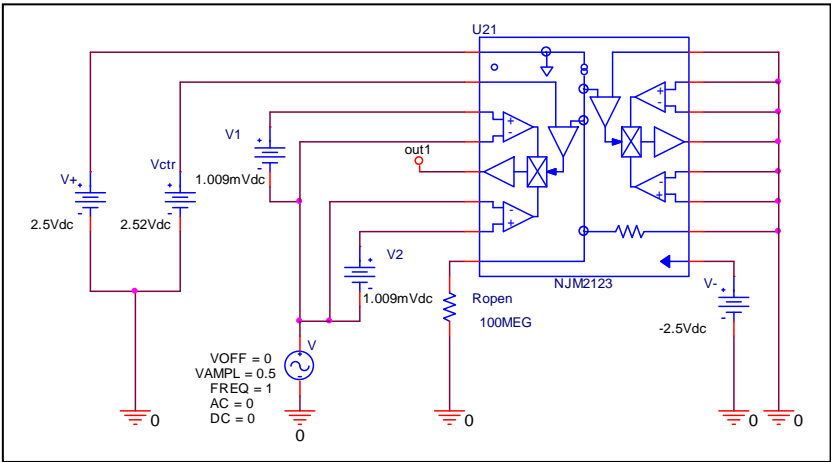 U21
V1
out1
Vctr
V+
1.009mVdc
2.5Vdc
2.52Vdc
V2
1.009mVdc
NJM2123
V-
Ropen
100MEG
-2.5Vdc
V
VOFF = 0
VAMPL = 0.5
FREQ = 1
AC = 0
DC = 0
0
0
0
0
0